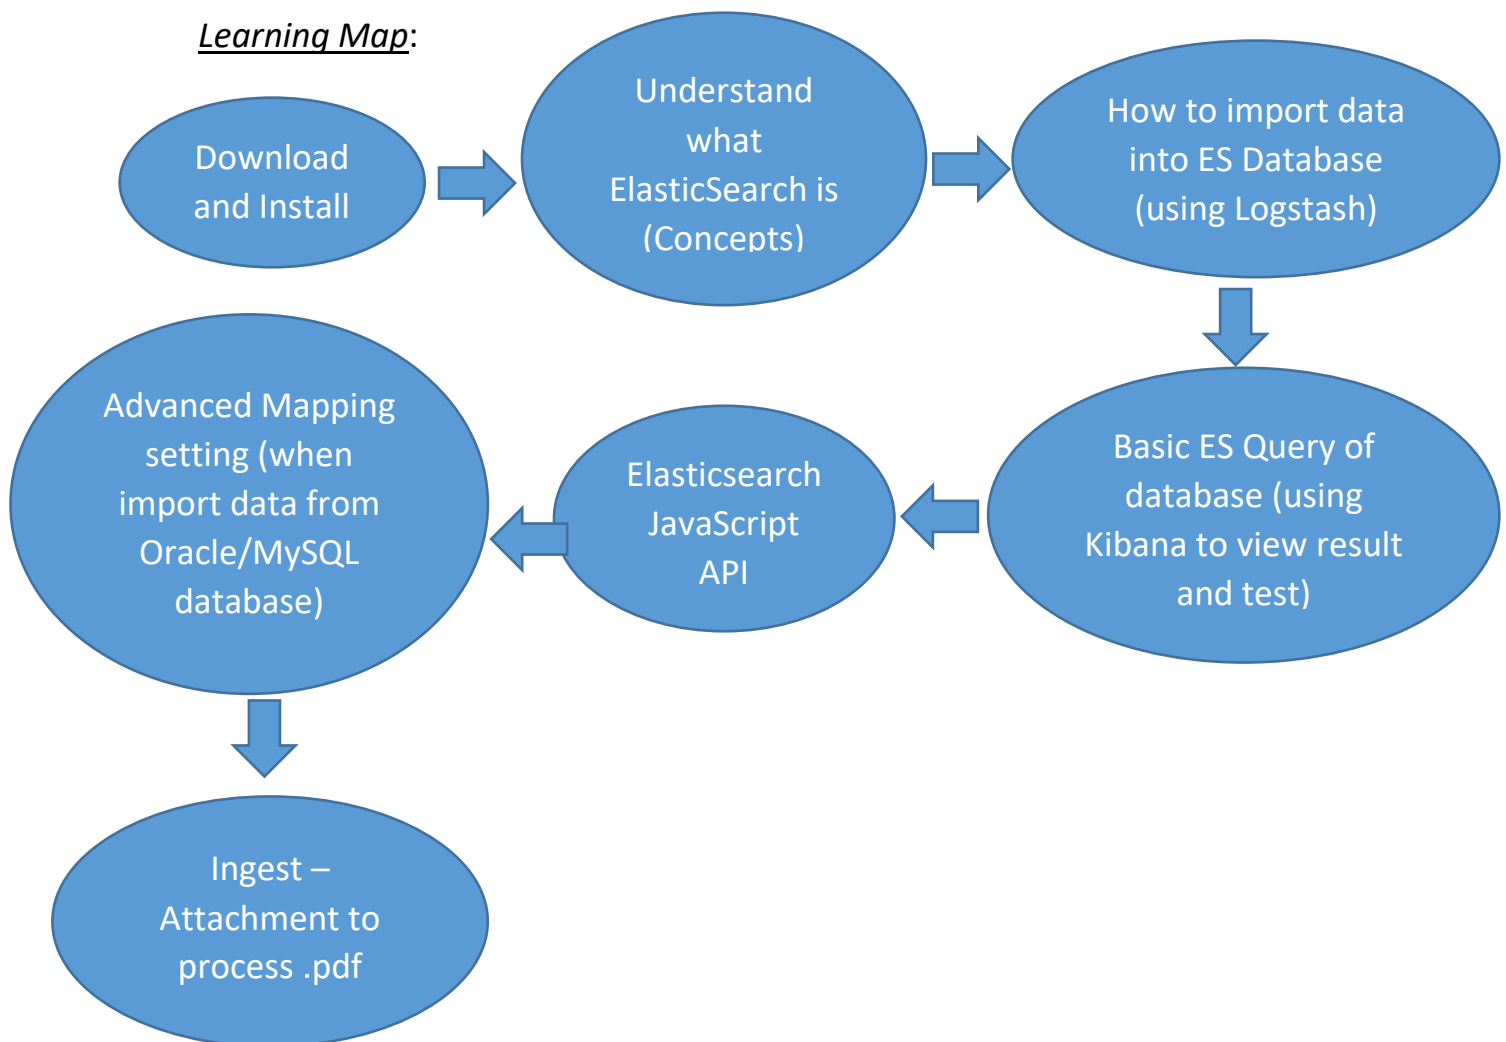 Learning Map:
Download
and Install
Understand
what
ElasticSearch is
(Concepts)
How to import data
into ES Database
(using Logstash)
Basic ES Query of
database (using
Kibana to view result
and test)
Elasticsearch
JavaScript
API
Advanced Mapping
setting (when
import data from
Oracle/MySQL
database)
Ingest –
Attachment to
process .pdf